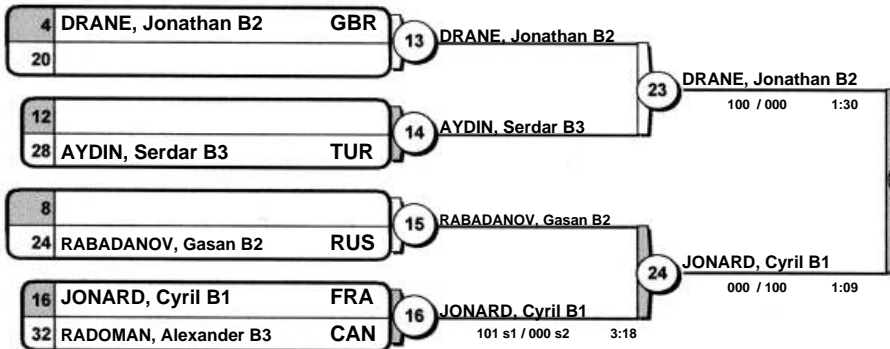 4 DRANE, Jonathan B2 GBR
20
13
DRANE, Jonathan B2
12
28 AYDIN, Serdar B3 TUR
14
AYDIN, Serdar B3
23
DRANE, Jonathan B2
100 / 000 1:30
8
24 RABADANOV, Gasan B2 RUS
15
RABADANOV, Gasan B2
16 JONARD, Cyril B1 FRA
32 RADOMAN, Alexander B3 CAN
16
JONARD, Cyril B1
101 s1 / 000 s2 3:18
24
JONARD, Cyril B1
000 / 100 1:09